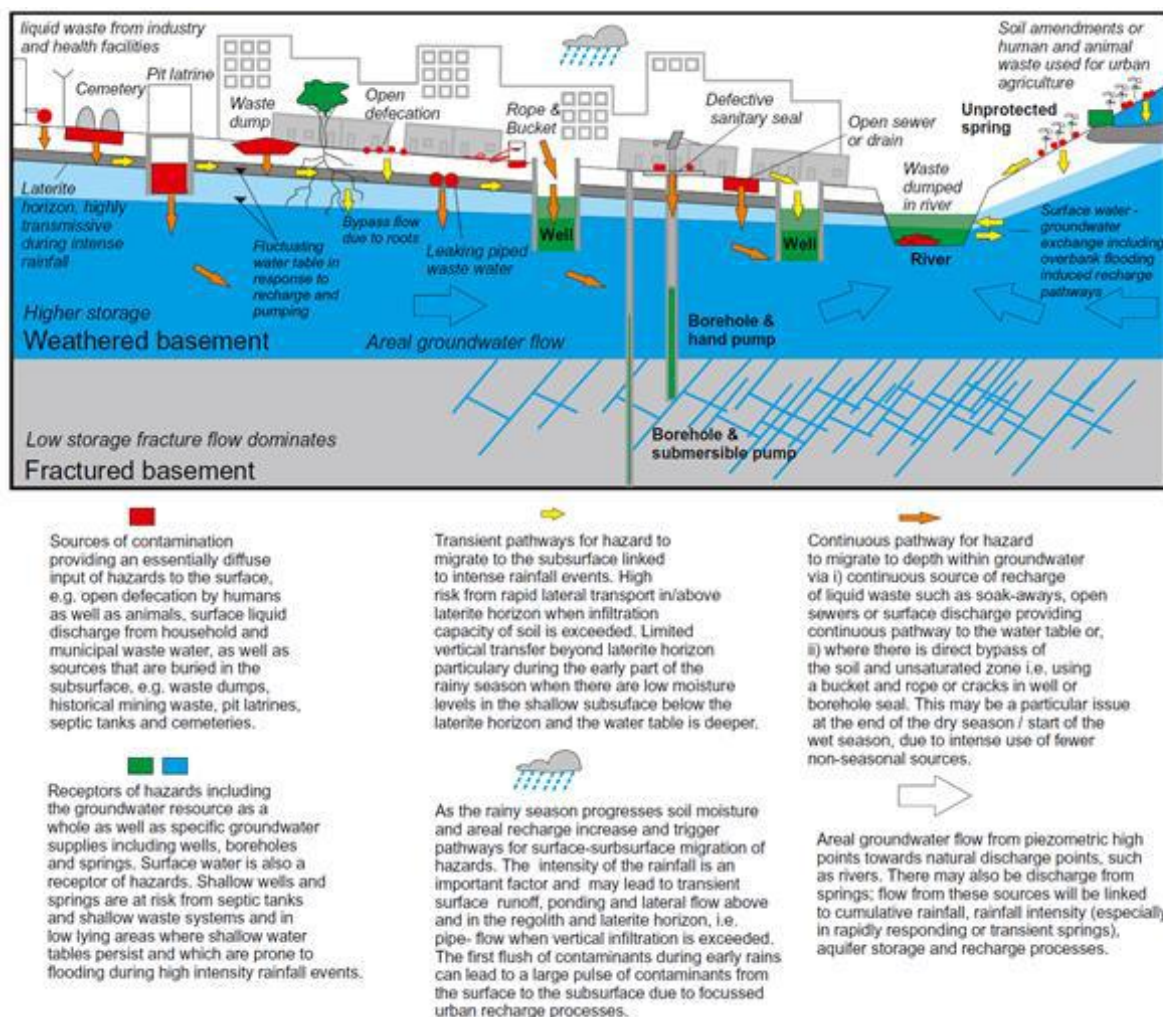 liquid waste from industry
and health facilities
Cemetery
Pit latrine
Waste
dump
Open
defecation
Rope &
Bucket
Defective
sanitary seal
Open sewer
or drain
Soil amendments or
human and animal
waste used for urban
agriculture
Unprotected
spring
Waste
dumped
in river
Laterite
horizon, highly
transmissive
during intense
rainfall
Fluctuating
water table in
response to
recharge and
pumping
Bypass flow
due to roots
Leaking piped
waste water
Well
Well
River
Surface water -
groundwater
exchange including
overbank flooding
induced recharge
pathways
Higher storage
Weathered basement
Areal groundwater flow
Borehole &
hand pump
Borehole &
submersible pump
Low storage fracture flow dominates
Fractured basement
Sources of contamination
providing an essentially diffuse
input of hazards to the surface,
e.g. open defecation by humans
as well as animals, surface liquid
discharge from household and
municipal waste water, as well as
sources that are buried in the
subsurface, e.g. waste dumps,
historical mining waste, pit latrines,
septic tanks and cemeteries.
Transient pathways for hazard to
migrate to the subsurface linked
to intense rainfall events. High
risk from rapid lateral transport in/above
laterite horizon when infiltration
capacity of soil is exceeded. Limited
vertical transfer beyond laterite horizon
particulary during the early part of the
rainy season when there are low moisture
levels in the shallow subsuface below the
laterite horizon and the water table is deeper.
Continuous pathway for hazard
to migrate to depth within groundwater
via i) continuous source of recharge
of liquid waste such as soak-aways, open
sewers or surface discharge providing
continuous pathway to the water table or,
ii) where there is direct bypass of
the soil and unsaturated zone i.e. using
a bucket and rope or cracks in well or
borehole seal. This may be a particular issue
at the end of the dry season / start of the
wet season, due to intense use of fewer
non-seasonal sources.
Receptors of hazards including
the groundwater resource as a
whole as well as specific groundwater
supplies including wells, boreholes
and springs. Surface water is also a
receptor of hazards. Shallow wells and
springs are at risk from septic tanks
and shallow waste systems and in
low lying areas where shallow water
tables persist and which are prone to
flooding during high intensity rainfall events.
As the rainy season progresses soil moisture
and areal recharge increase and trigger
pathways for surface-surbsurface migration of
hazards. The intensity of the rainfall is an
important factor and may lead to transient
surface runoff, ponding and lateral flow above
and in the regolith and laterite horizon, i.e.
pipe- flow when vertical infiltration is exceeded.
The first flush of contaminants during early rains
can lead to a large pulse of contaminants from
the surface to the subsurface due to focussed
urban recharge processes.
Areal groundwater flow from piezometric high
points towards natural discharge points, such
as rivers. There may also be discharge from
springs; flow from these sources will be linked
to cumulative rainfall, rainfall intensity (especially
in rapidly responding or transient springs),
aquifer storage and recharge processes.